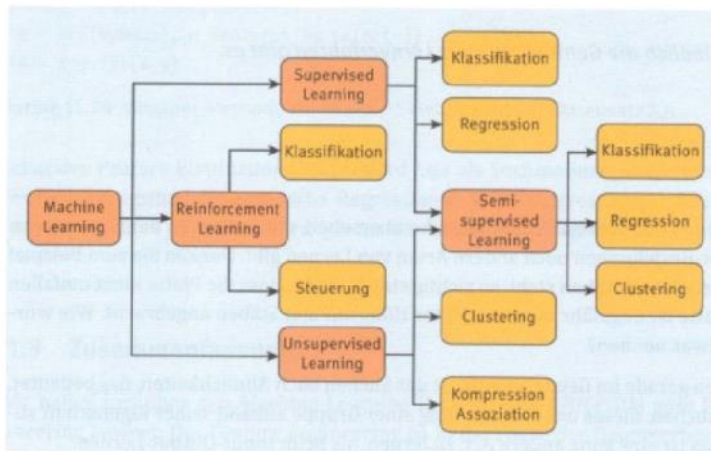 Supervised
Learning
Klassifikation
Regression
Klassifikation
Machine
Learning
Reinforcement
Learning
Semi-
supervised
Learning
Klassifikation
Regression
Clustering
Steuerung
Unsupervised
Learning
Clustering
Kompression
Assoziation